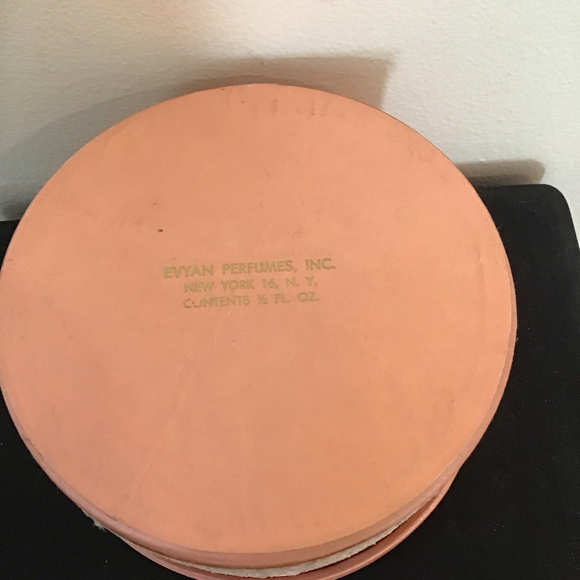 EVYAN PERFUMES, INC.
NEW YORK 16, N. Y.
CONTENTS ½ FL. OZ.